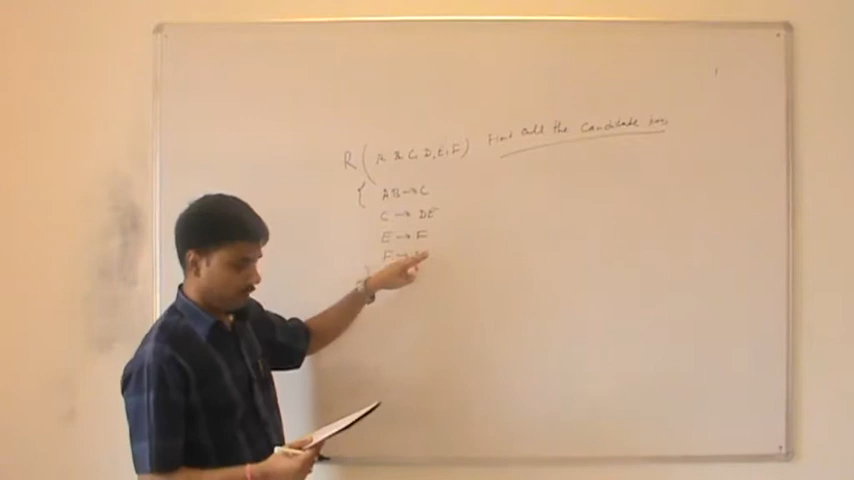 R ( A, B, C, D, E, F ) Find all the candidate keys
{ AB → C
C → DE
E → F
F →
}